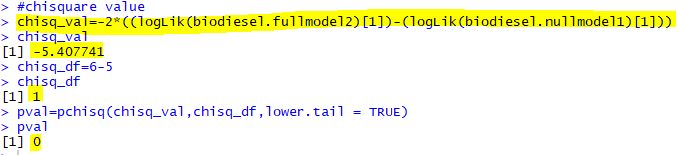 > #chisquare value
> chisq_val=-2*((logLik(biodiesel.fullmodel2)[1])-(logLik(biodiesel.nullmodel1)[1]))
> chisq_val
[1] -5.407741
> chisq_df=6-5
> chisq_df
[1] 1
> pval=pchisq(chisq_val,chisq_df,lower.tail = TRUE)
> pval
[1] 0